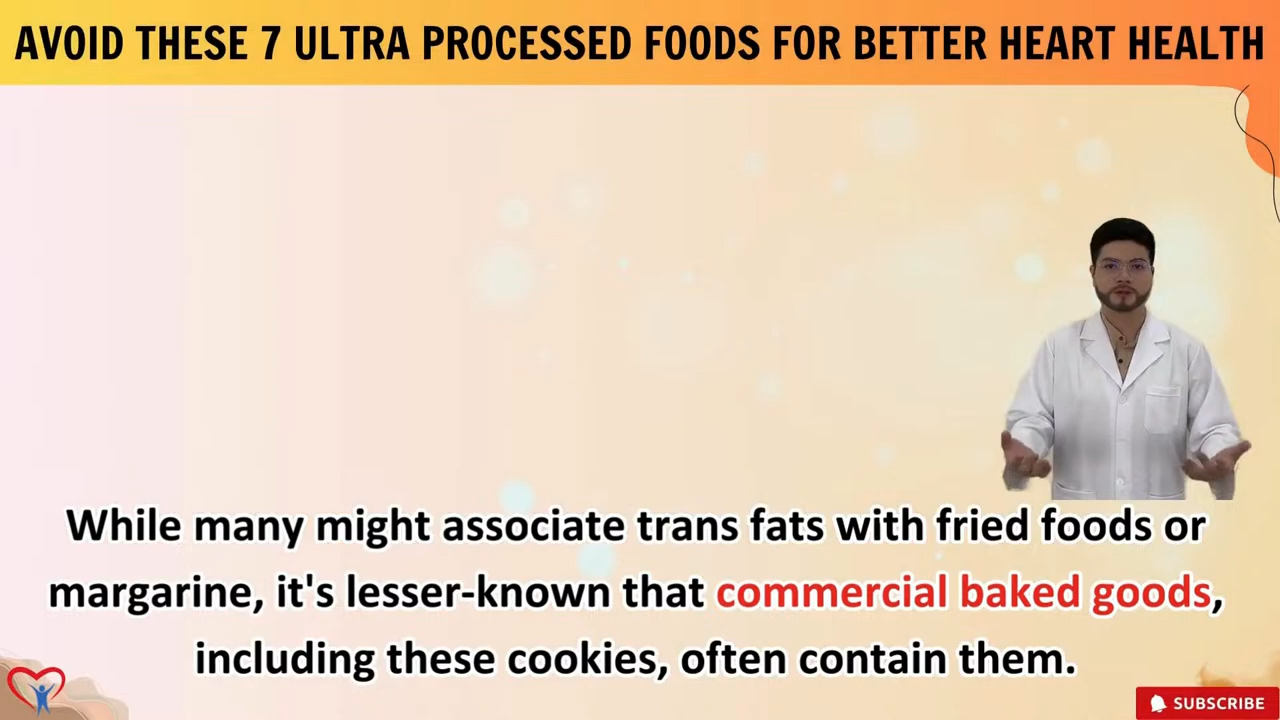 AVOID THESE 7 ULTRA PROCESSED FOODS FOR BETTER HEART HEALTH
While many might associate trans fats with fried foods or
margarine, it's lesser-known that commercial baked goods,
including these cookies, often contain them.
SUBSCRIBE